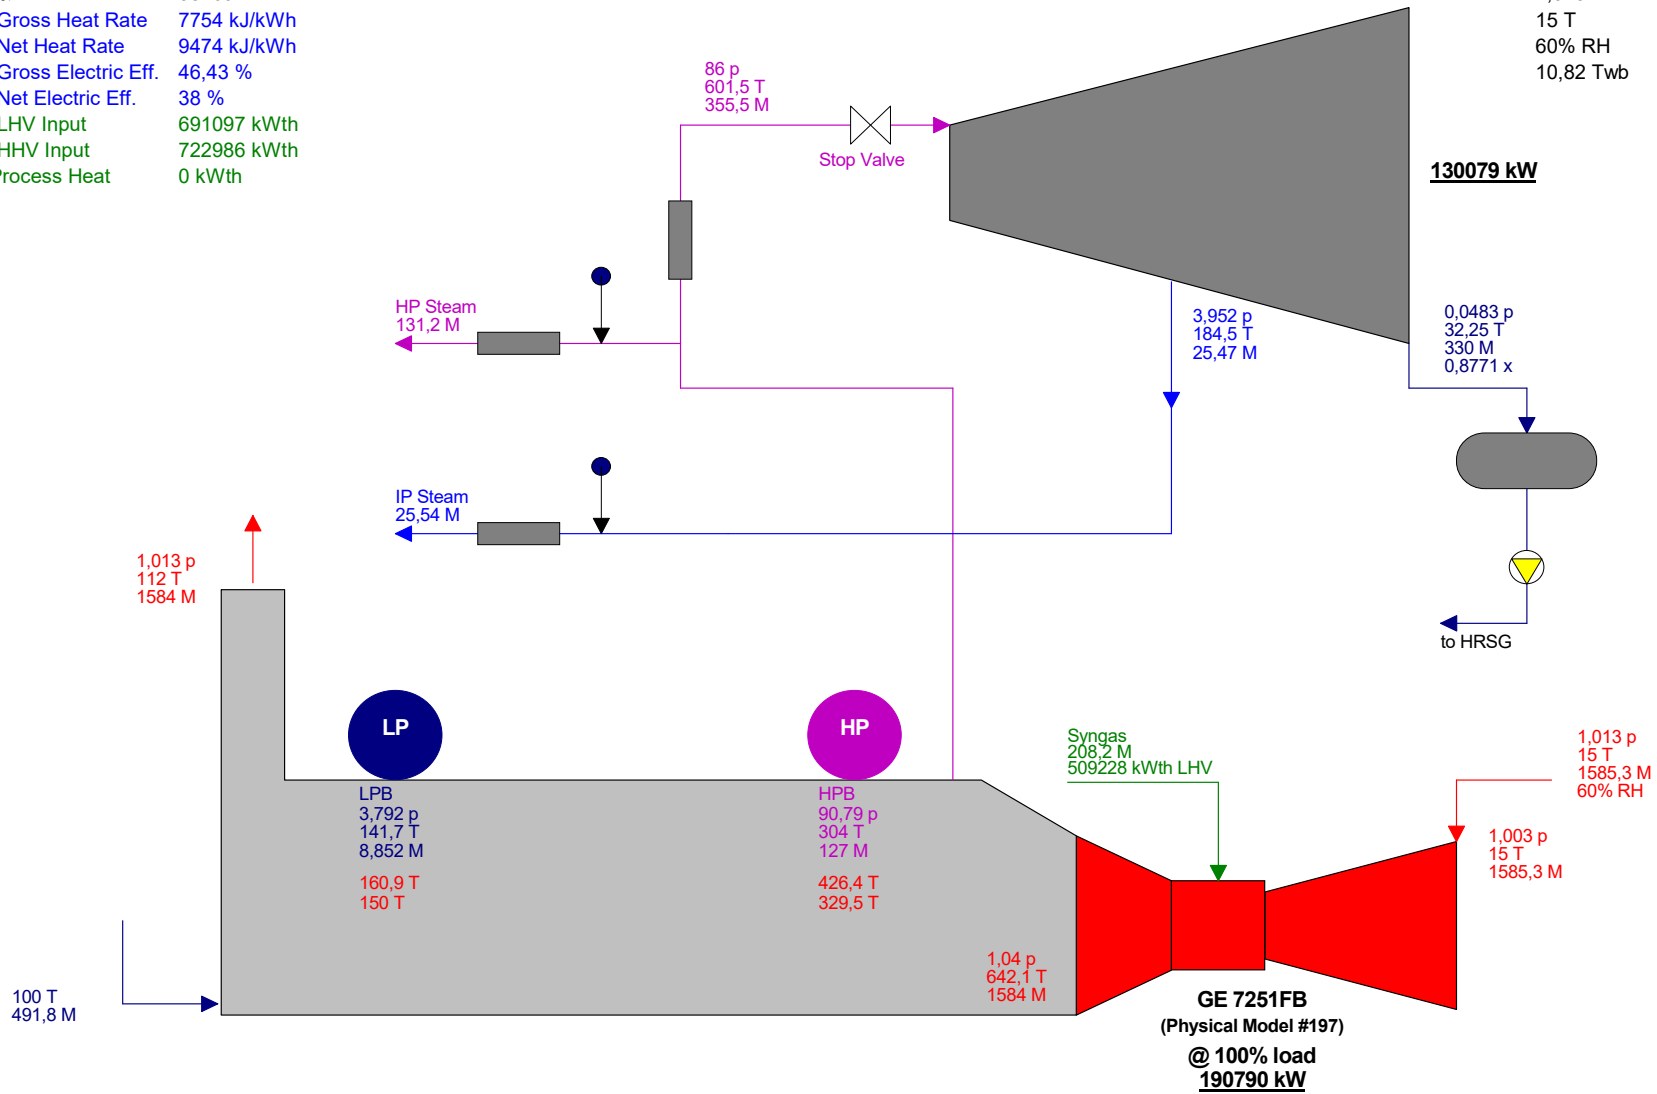 Gross Heat Rate 7754 kJ/kWh
Net Heat Rate 9474 kJ/kWh
Gross Electric Eff. 46,43 %
Net Electric Eff. 38 %
LHV Input 691097 kWth
HHV Input 722986 kWth
Process Heat 0 kWth
15 T
60% RH
10,82 Twb
86 p
601,5 T
355,5 M
Stop Valve
130079 kW
HP Steam
131,2 M
3,952 p
184,5 T
25,47 M
0,0483 p
32,25 T
330 M
0,8771 x
IP Steam
25,54 M
1,013 p
112 T
1584 M
to HRSG
LP
HP
LPB
3,792 p
141,7 T
8,852 M
160,9 T
150 T
HPB
90,79 p
304 T
127 M
426,4 T
329,5 T
Syngas
208,2 M
509228 kWth LHV
1,013 p
15 T
1585,3 M
60% RH
1,003 p
15 T
1585,3 M
1,04 p
642,1 T
1584 M
100 T
491,8 M
GE 7251FB
(Physical Model #197)
@ 100% load
190790 kW